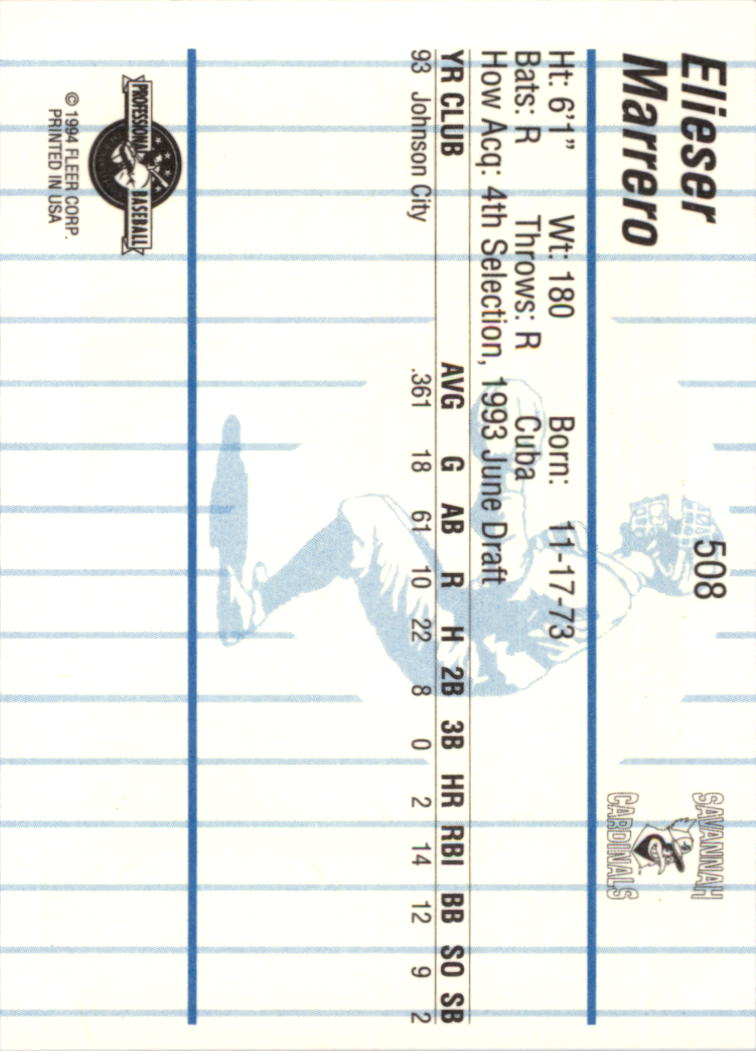 Elieser
Marrero
508
SAVANNAH
CARDINALS
Ht: 6'1" Wt: 180 Born: 11-17-73
Bats: R Throws: R Cuba
How Acq: 4th Selection, 1993 June Draft
YR CLUB AVG G AB R H 2B 3B HR RBI BB SO SB
93 Johnson City .361 18 61 10 22 8 0 2 14 12 9 2
PROFESSIONAL BASEBALL
© 1994 FLEER CORP.
PRINTED IN USA